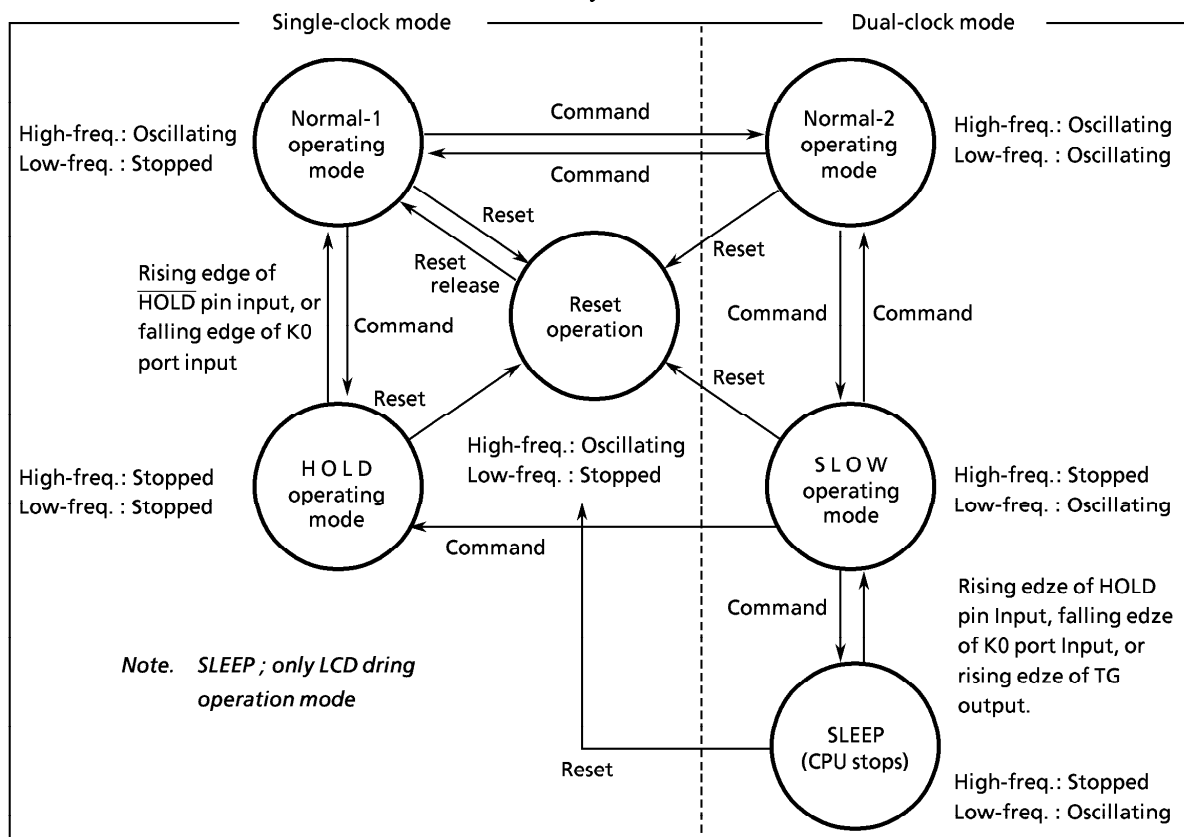 Single-clock mode
Dual-clock mode
Normal-1
operating
mode
High-freq.: Oscillating
Low-freq. : Stopped
Command
Command
Normal-2
operating
mode
High-freq.: Oscillating
Low-freq. : Oscillating
Reset
Reset
release
Reset
Reset
operation
Rising edge of
HOLD pin input, or
falling edge of K0
port input
Command
Command
Command
Reset
Reset
High-freq.: Oscillating
Low-freq. : Stopped
HOLD
operating
mode
High-freq.: Stopped
Low-freq. : Stopped
SLOW
operating
mode
High-freq.: Stopped
Low-freq. : Oscillating
Command
Command
Rising edze of HOLD
pin Input, falling edze
of K0 port Input, or
rising edze of TG
output.
Note. SLEEP ; only LCD dring
operation mode
SLEEP
(CPU stops)
Reset
High-freq.: Stopped
Low-freq. : Oscillating